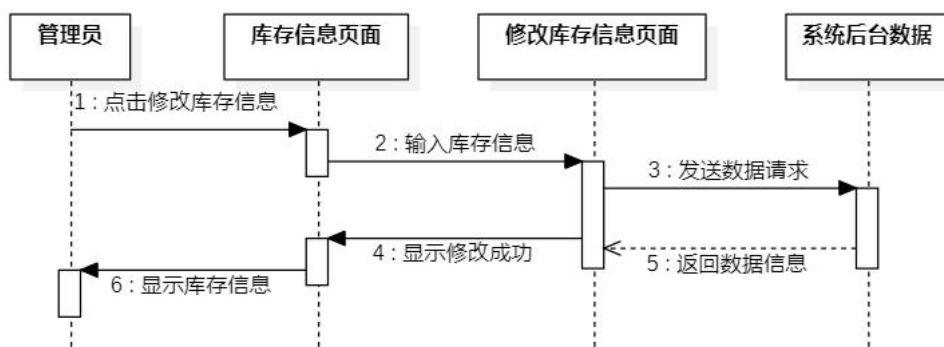 管理员
库存信息页面
修改库存信息页面
系统后台数据
1 : 点击修改库存信息
2 : 输入库存信息
3 : 发送数据请求
4 : 显示修改成功
5 : 返回数据信息
6 : 显示库存信息